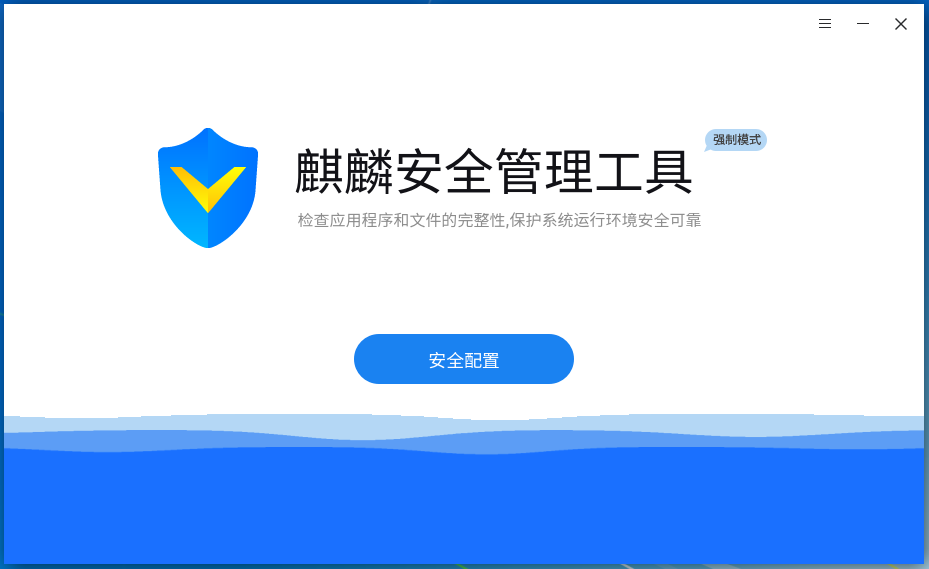 强制模式
麒麟安全管理工具
检查应用程序和文件的完整性,保护系统运行环境安全可靠
安全配置